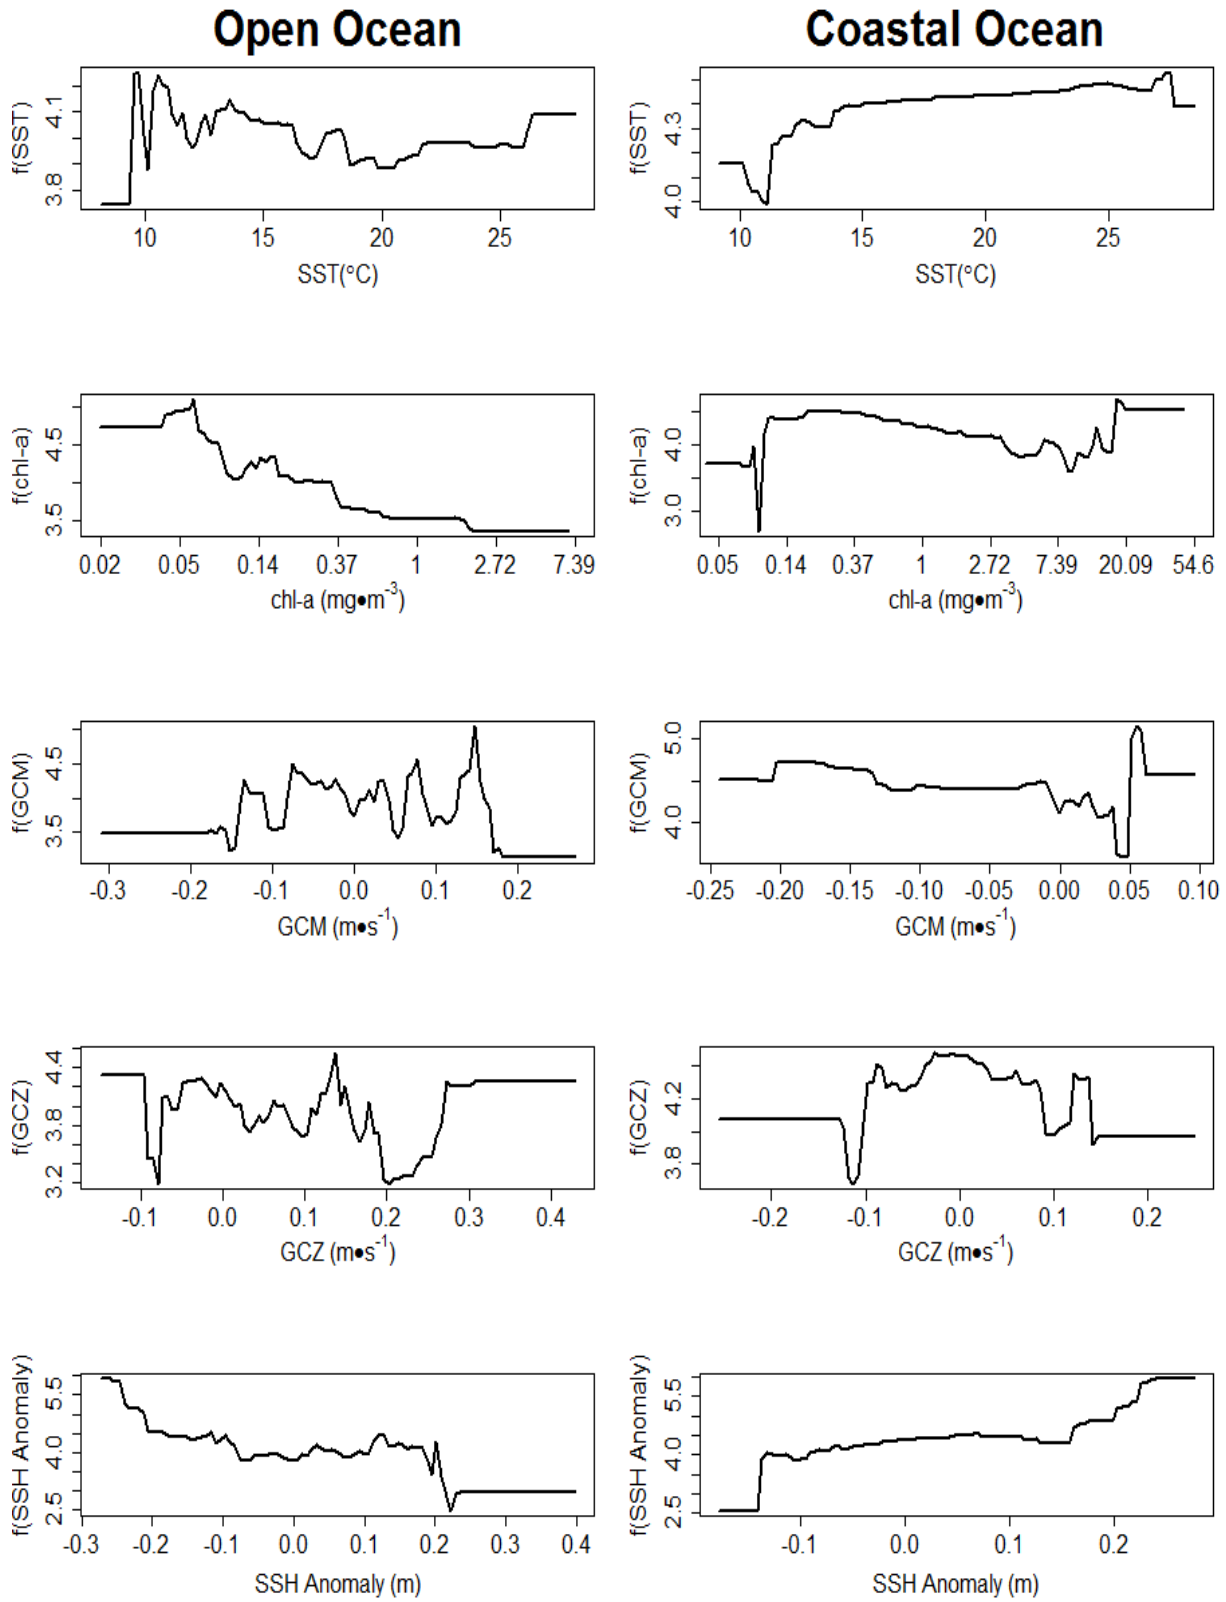 Open Ocean
Coastal Ocean
f(SST)
3.8 4.1
10 15 20 25
SST(°C)
f(SST)
4.0 4.3
10 15 20 25
SST(°C)
f(chl-a)
3.5 4.5
0.02 0.05 0.14 0.37 1 2.72 7.39
chl-a (mg●m⁻³)
f(chl-a)
3.0 4.0
0.05 0.14 0.37 1 2.72 7.39 20.09 54.6
chl-a (mg●m⁻³)
f(GCM)
3.5 4.5
-0.3 -0.2 -0.1 0.0 0.1 0.2
GCM (m●s⁻¹)
f(GCM)
4.0 5.0
-0.25 -0.20 -0.15 -0.10 -0.05 0.00 0.05 0.10
GCM (m●s⁻¹)
f(GCZ)
3.2 3.8 4.4
-0.1 0.0 0.1 0.2 0.3 0.4
GCZ (m●s⁻¹)
f(GCZ)
3.8 4.2
-0.2 -0.1 0.0 0.1 0.2
GCZ (m●s⁻¹)
f(SSH Anomaly)
2.5 4.0 5.5
-0.3 -0.2 -0.1 0.0 0.1 0.2 0.3 0.4
SSH Anomaly (m)
f(SSH Anomaly)
2.5 4.0 5.5
-0.1 0.0 0.1 0.2
SSH Anomaly (m)